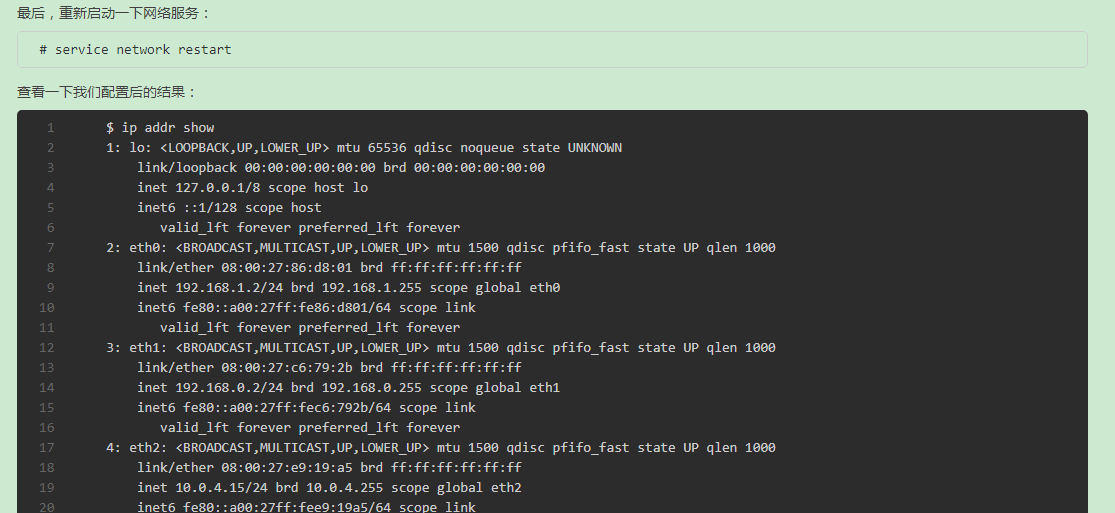 最后，重新启动一下网络服务：
# service network restart
查看一下我们配置后的结果：
1 $ ip addr show
2 1: lo: <LOOPBACK,UP,LOWER_UP> mtu 65536 qdisc noqueue state UNKNOWN
3 link/loopback 00:00:00:00:00:00 brd 00:00:00:00:00:00
4 inet 127.0.0.1/8 scope host lo
5 inet6 ::1/128 scope host
6 valid_lft forever preferred_lft forever
7 2: eth0: <BROADCAST,MULTICAST,UP,LOWER_UP> mtu 1500 qdisc pfifo_fast state UP qlen 1000
8 link/ether 08:00:27:86:d8:01 brd ff:ff:ff:ff:ff:ff
9 inet 192.168.1.2/24 brd 192.168.1.255 scope global eth0
10 inet6 fe80::a00:27ff:fe86:d801/64 scope link
11 valid_lft forever preferred_lft forever
12 3: eth1: <BROADCAST,MULTICAST,UP,LOWER_UP> mtu 1500 qdisc pfifo_fast state UP qlen 1000
13 link/ether 08:00:27:c6:79:2b brd ff:ff:ff:ff:ff:ff
14 inet 192.168.0.2/24 brd 192.168.0.255 scope global eth1
15 inet6 fe80::a00:27ff:fec6:792b/64 scope link
16 valid_lft forever preferred_lft forever
17 4: eth2: <BROADCAST,MULTICAST,UP,LOWER_UP> mtu 1500 qdisc pfifo_fast state UP qlen 1000
18 link/ether 08:00:27:e9:19:a5 brd ff:ff:ff:ff:ff:ff
19 inet 10.0.4.15/24 brd 10.0.4.255 scope global eth2
20 inet6 fe80::a00:27ff:fee9:19a5/64 scope link